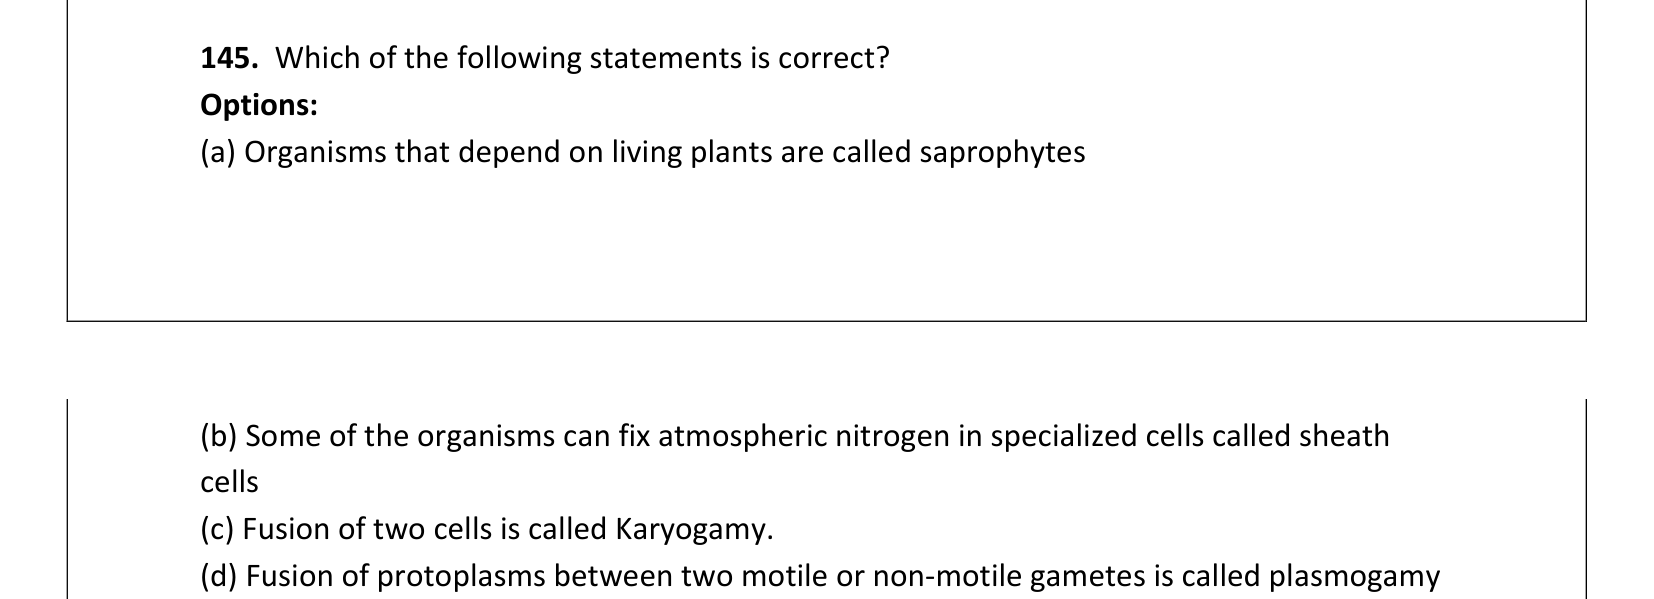 145. Which of the following statements is correct?
Options:
(a) Organisms that depend on living plants are called saprophytes
(b) Some of the organisms can fix atmospheric nitrogen in specialized cells called sheath
cells
(c) Fusion of two cells is called Karyogamy.
(d) Fusion of protoplasms between two motile or non-motile gametes is called plasmogamy